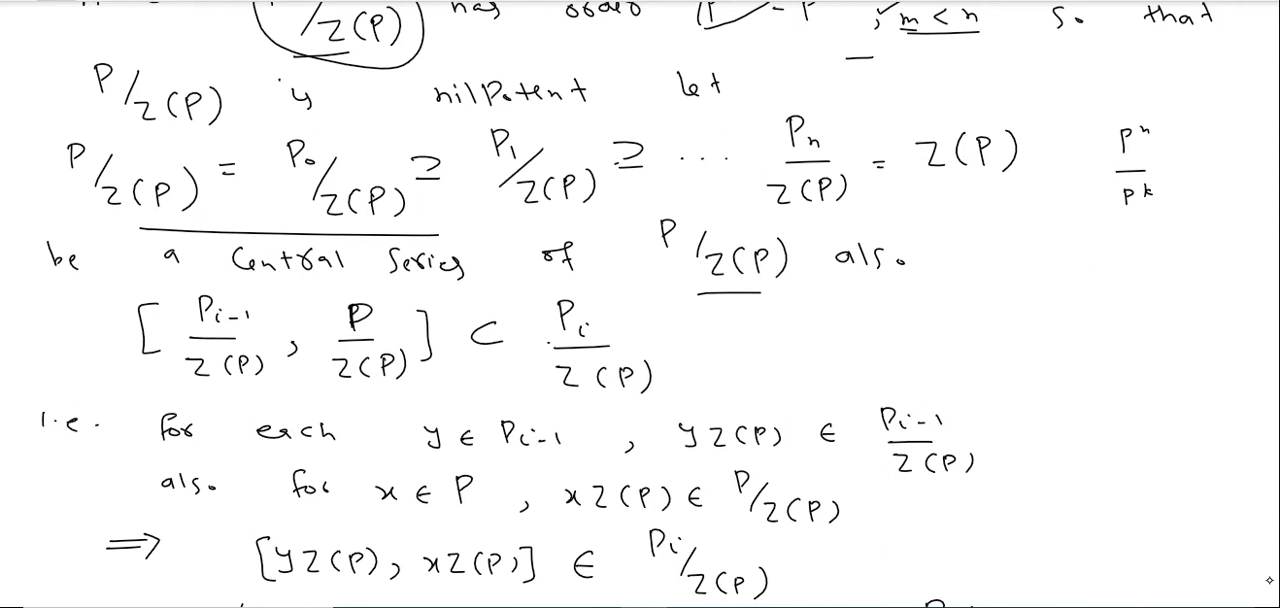 P/Z(P) has order p^m , m < n So that
P/Z(P) is nilpotent let
P/Z(P) = P₀/Z(P) ⊇ P₁/Z(P) ⊇ ... Pₙ/Z(P) = Z(P) pⁿ/pᵏ
be a Central Series of P/Z(P) also
[ Pᵢ₋₁/Z(P) , P/Z(P) ] ⊂ Pᵢ/Z(P)
i.e. for each y ∈ Pᵢ₋₁ , yZ(P) ∈ Pᵢ₋₁/Z(P)
also for x ∈ P , xZ(P) ∈ P/Z(P)
⟹ [yZ(P), xZ(P)] ∈ Pᵢ/Z(P)